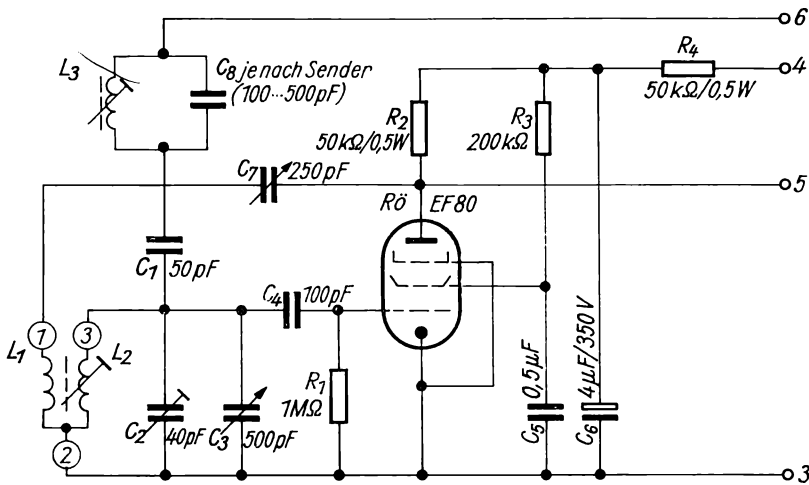 6
L3
C8 je nach Sender
(100...500pF)
R4
4
50kΩ/0,5W
R2
50kΩ/0,5W
R3
200kΩ
C7
250pF
5
Rö
EF80
C1
50pF
C4
100pF
1
3
L1
L2
2
C2
40pF
C3
500pF
R1
1MΩ
0,5µF
C5
4µF/350V
C6
3